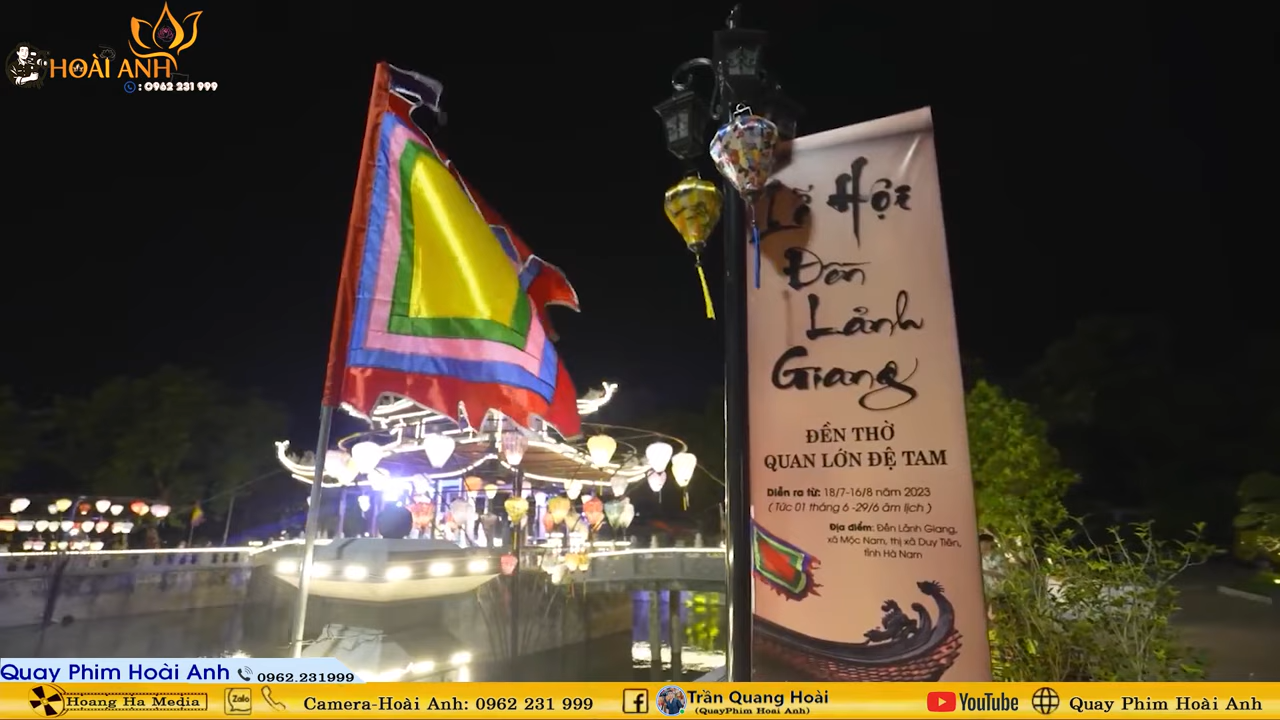 HOÀI ANH
: 0962 231 999
Lễ Hội
Đền
Lảnh
Giang
ĐỀN THỜ
QUAN LỚN ĐỆ TAM
Diễn ra từ: 18/7-16/8 năm 2023
( Tức 01 tháng 6 -29/6 âm lịch )
Địa điểm: Đền Lảnh Giang,
xã Mộc Nam, thị xã Duy Tiên,
tỉnh Hà Nam
Quay Phim Hoài Anh 0962.231999
Hoang Ha Media
Zalo
Camera-Hoài Anh: 0962 231 999
Trần Quang Hoài
(QuayPhim Hoài Anh)
YouTube
Quay Phim Hoài Anh